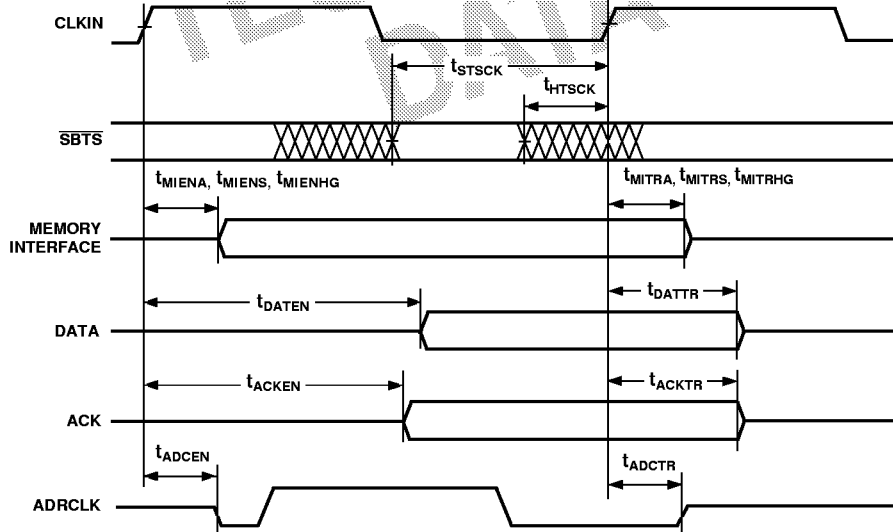 CLKIN
tSTSCK
tHTSCK
SBTS
tMIENA, tMIENS, tMIENHG
tMITRA, tMITRS, tMITRHG
MEMORY
INTERFACE
tDATEN
tDATTR
DATA
tACKEN
tACKTR
ACK
tADCEN
tADCTR
ADRCLK
DATA